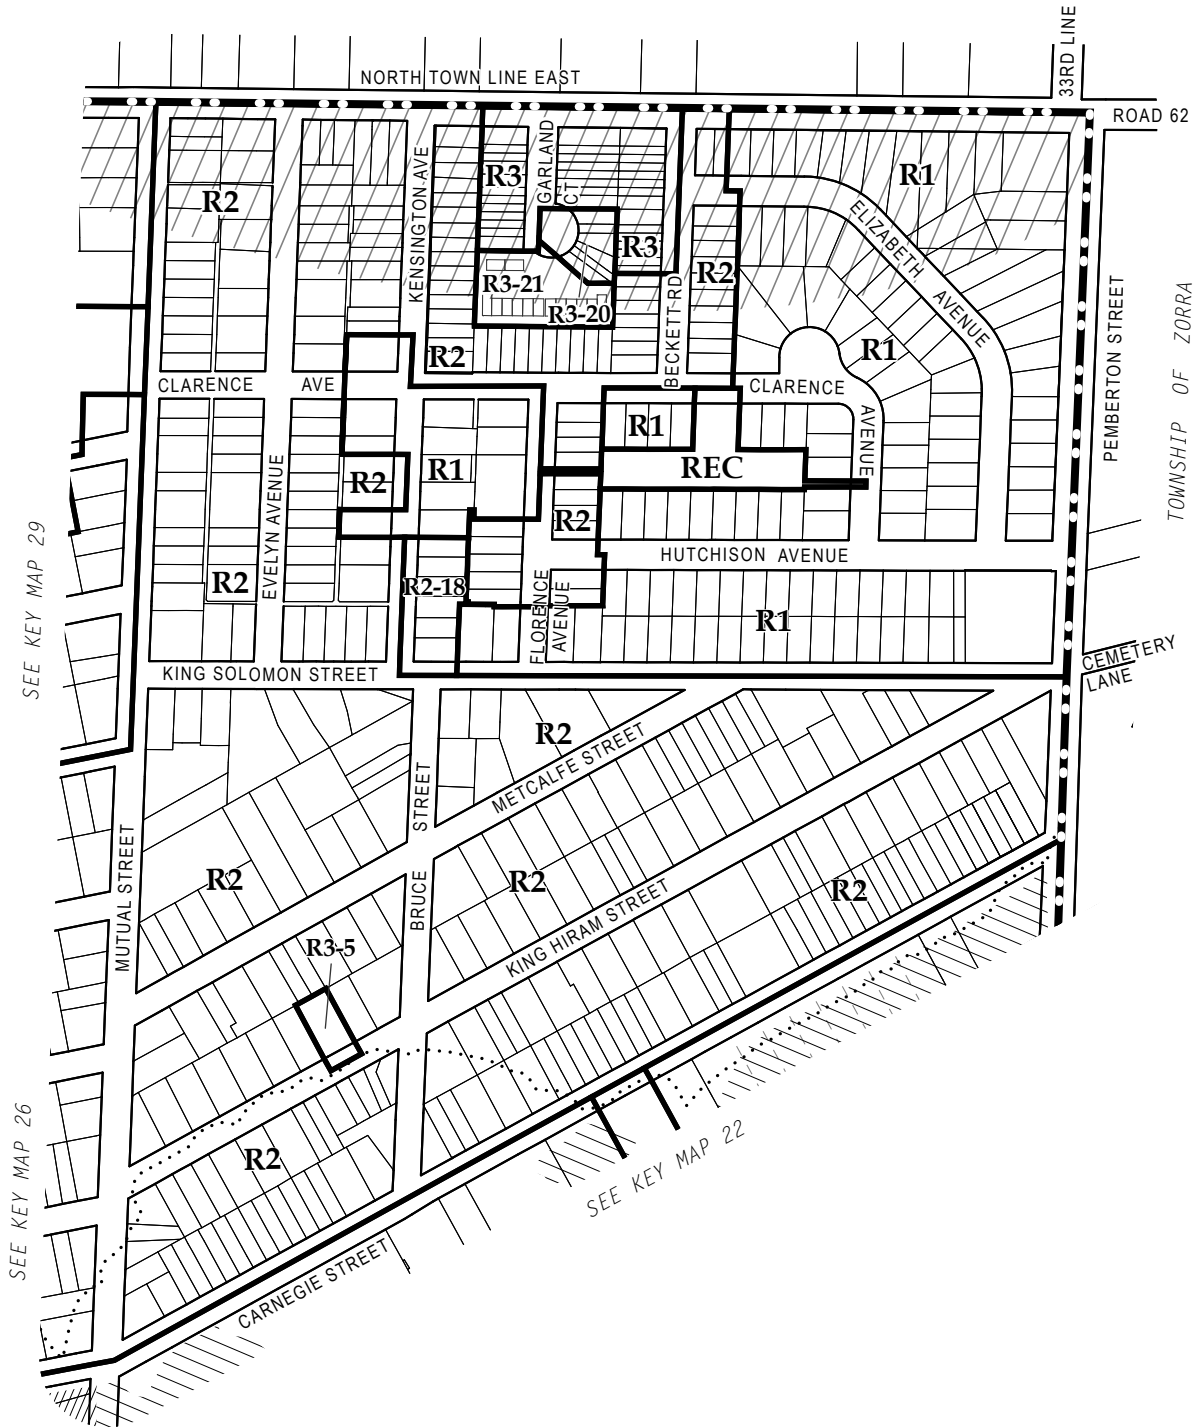 33RD LINE
NORTH TOWN LINE EAST
ROAD 62
GARLAND
CT
KENSINGTON AVE
R3
R1
R2
ELIZABETH
AVENUE
R3
R2
R3-21
R3-20
BECKETT RD
PEMBERTON STREET
TOWNSHIP OF ZORRA
R2
R1
CLARENCE
AVE
CLARENCE
AVENUE
R1
REC
R2
R1
EVELYN AVENUE
R2
SEE KEY MAP 29
HUTCHISON AVENUE
R2
R2-18
FLORENCE
AVENUE
R1
KING SOLOMON STREET
CEMETERY
LANE
R2
METCALFE STREET
BRUCE
STREET
MUTUAL STREET
R2
R2
R2
KING HIRAM STREET
R3-5
SEE KEY MAP 26
R2
SEE KEY MAP 22
CARNEGIE STREET